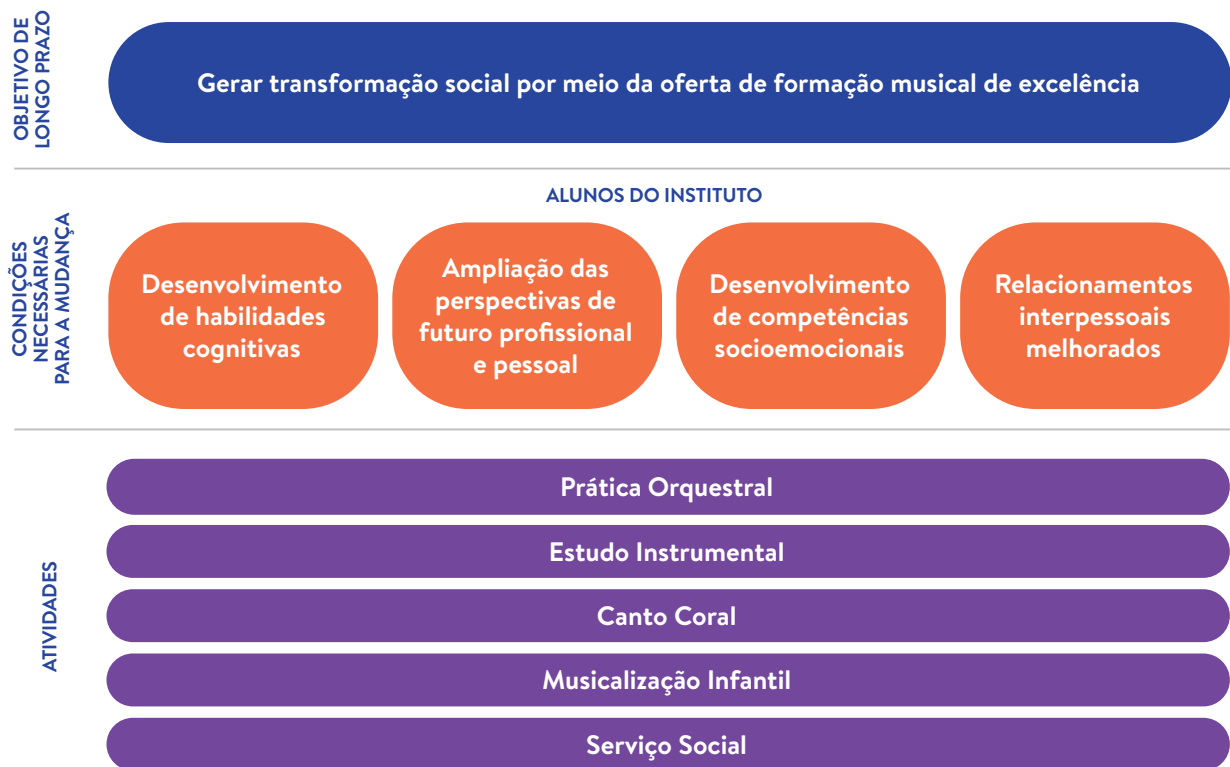 OBJETIVO DE
LONGO PRAZO
Gerar transformação social por meio da oferta de formação musical de excelência
CONDIÇÕES
NECESSÁRIAS
PARA A MUDANÇA
ALUNOS DO INSTITUTO
Desenvolvimento
de habilidades
cognitivas
Ampliação das
perspectivas de
futuro profissional
e pessoal
Desenvolvimento
de competências
socioemocionais
Relacionamentos
interpessoais
melhorados
ATIVIDADES
Prática Orquestral
Estudo Instrumental
Canto Coral
Musicalização Infantil
Serviço Social